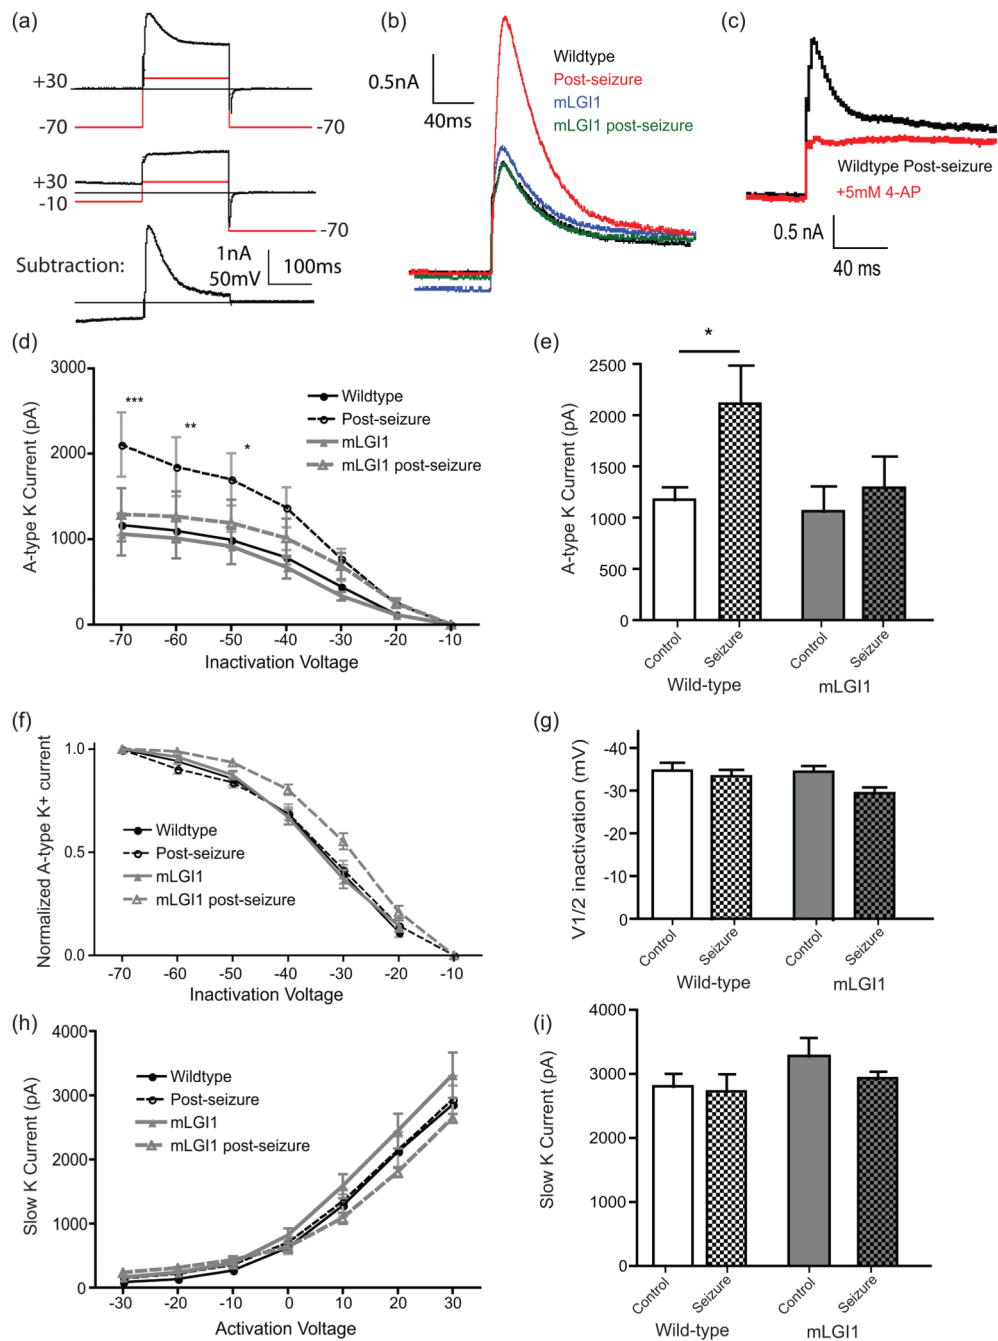 (a)
+30
-70
-70
+30
-10
-70
Subtraction:
1nA
50mV
100ms
(b)
0.5nA
40ms
Wildtype
Post-seizure
mLGI1
mLGI1 post-seizure
(c)
Wildtype Post-seizure
+5mM 4-AP
0.5 nA
40 ms
(d)
A-type K Current (pA)
3000
2000
1000
0
***
**
*
Wildtype
Post-seizure
mLGI1
mLGI1 post-seizure
-70 -60 -50 -40 -30 -20 -10
Inactivation Voltage
(e)
A-type K Current (pA)
2500
2000
1500
1000
500
0
*
Control Seizure Control Seizure
Wild-type mLGI1
(f)
Normalized A-type K+ current
1.0
0.5
0.0
Wildtype
Post-seizure
mLGI1
mLGI1 post-seizure
-70 -60 -50 -40 -30 -20 -10
Inactivation Voltage
(g)
V1/2 inactivation (mV)
-40
-30
-20
-10
0
Control Seizure Control Seizure
Wild-type mLGI1
(h)
Slow K Current (pA)
4000
3000
2000
1000
0
Wildtype
Post-seizure
mLGI1
mLGI1 post-seizure
-30 -20 -10 0 10 20 30
Activation Voltage
(i)
Slow K Current (pA)
4000
3000
2000
1000
0
Control Seizure Control Seizure
Wild-type mLGI1